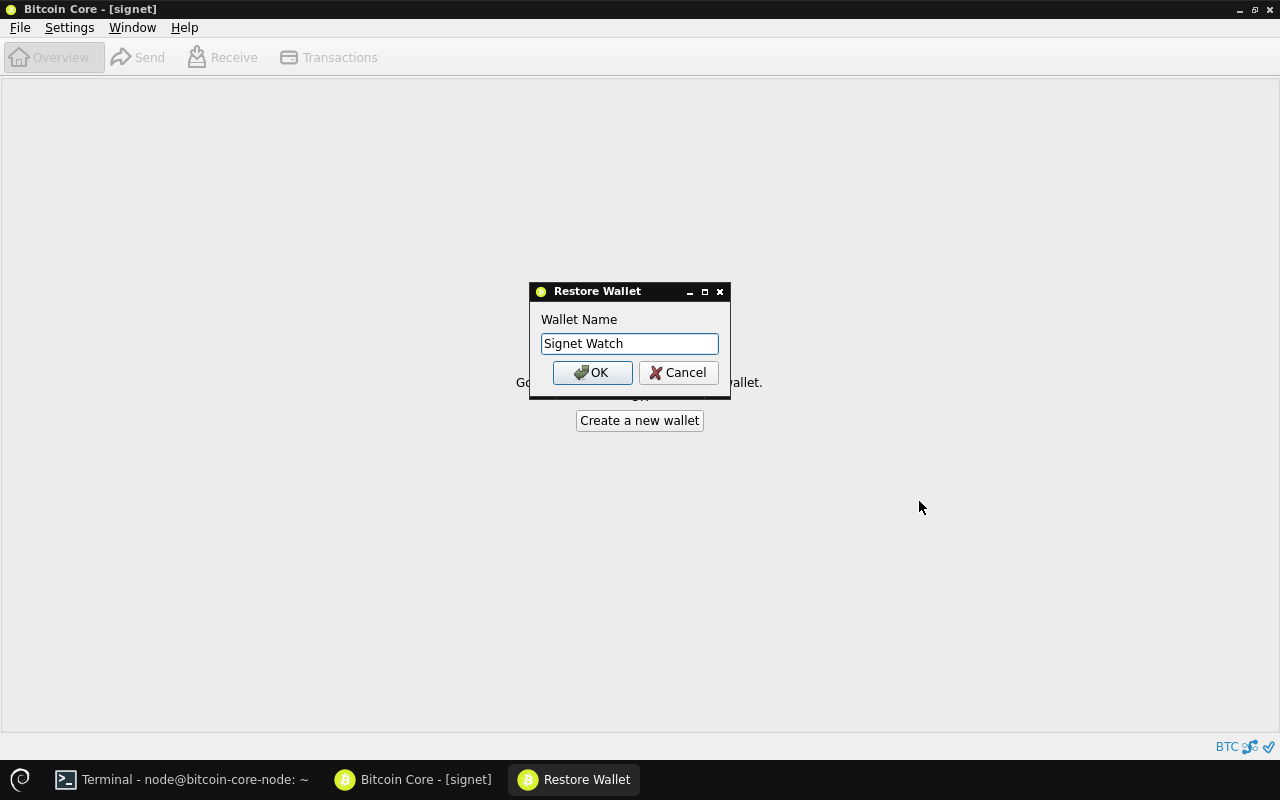 Bitcoin Core - [signet]
File Settings Window Help
Overview Send Receive Transactions
Restore Wallet
Wallet Name
Signet Watch
OK Cancel
wallet.
Create a new wallet
BTC
Terminal - node@bitcoin-core-node: ~ Bitcoin Core - [signet] Restore Wallet